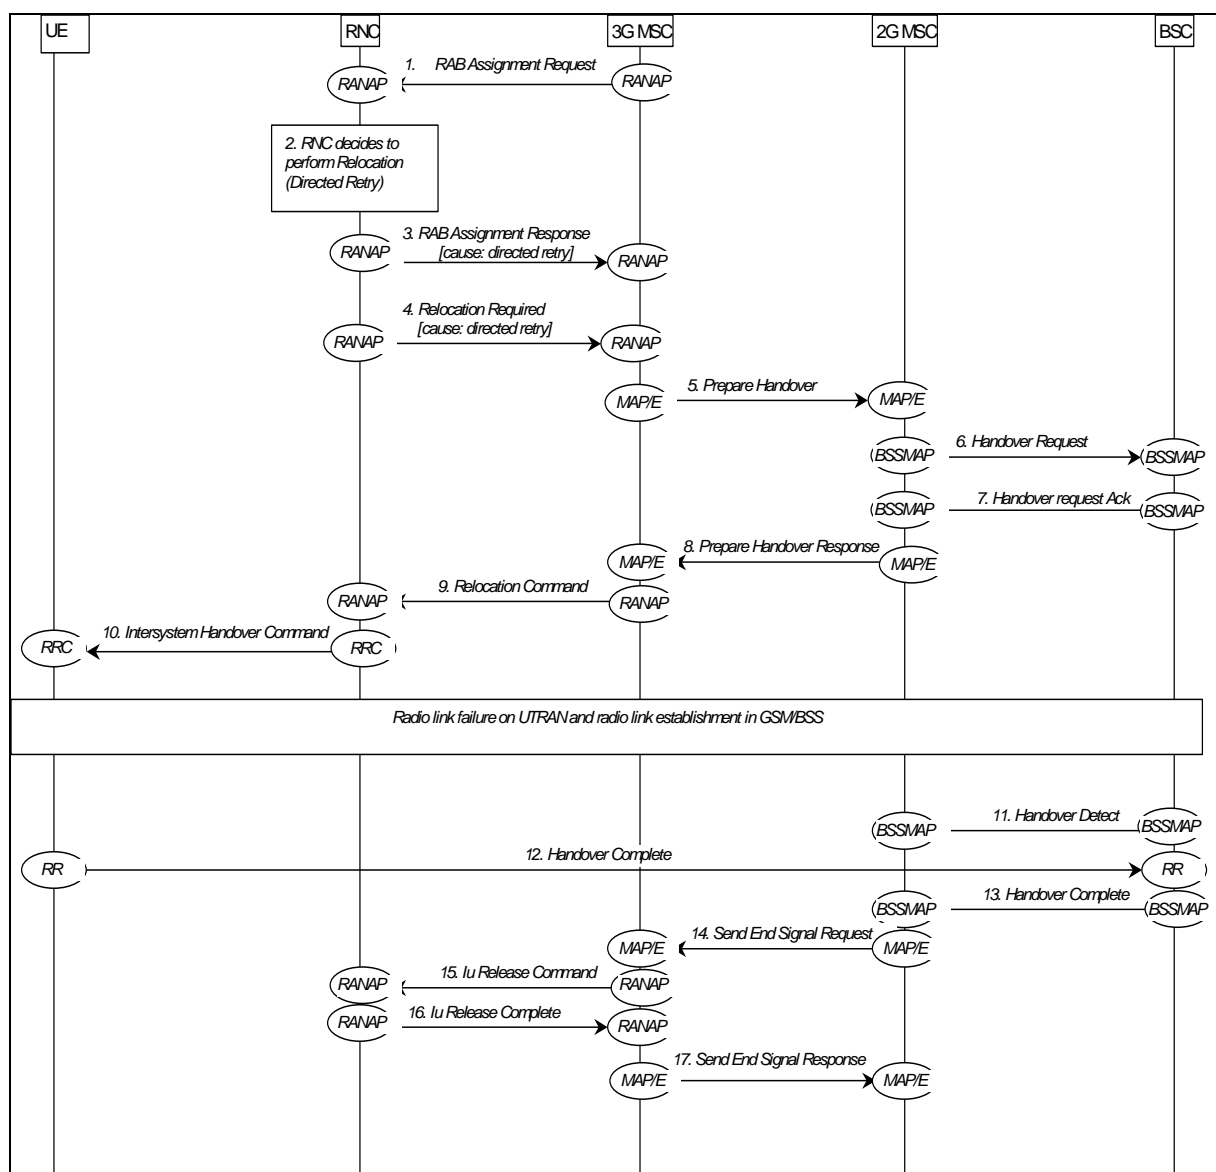 UE
RNC
3G MSC
2G MSC
BSC
1. RAB Assignment Request
RANAP
RANAP
2. RNC decides to
perform Relocation
(Directed Retry)
3. RAB Assignment Response
[cause: directed retry]
RANAP
RANAP
4. Relocation Required
[cause: directed retry]
RANAP
RANAP
5. Prepare Handover
MAP/E
MAP/E
6. Handover Request
BSSMAP
BSSMAP
7. Handover request Ack
BSSMAP
BSSMAP
8. Prepare Handover Response
MAP/E
MAP/E
9. Relocation Command
RANAP
RANAP
10. Intersystem Handover Command
RRC
RRC
Radio link failure on UTRAN and radio link establishment in GSM/BSS
11. Handover Detect
BSSMAP
BSSMAP
12. Handover Complete
RR
RR
13. Handover Complete
BSSMAP
BSSMAP
14. Send End Signal Request
MAP/E
MAP/E
15. Iu Release Command
RANAP
RANAP
16. Iu Release Complete
RANAP
RANAP
17. Send End Signal Response
MAP/E
MAP/E